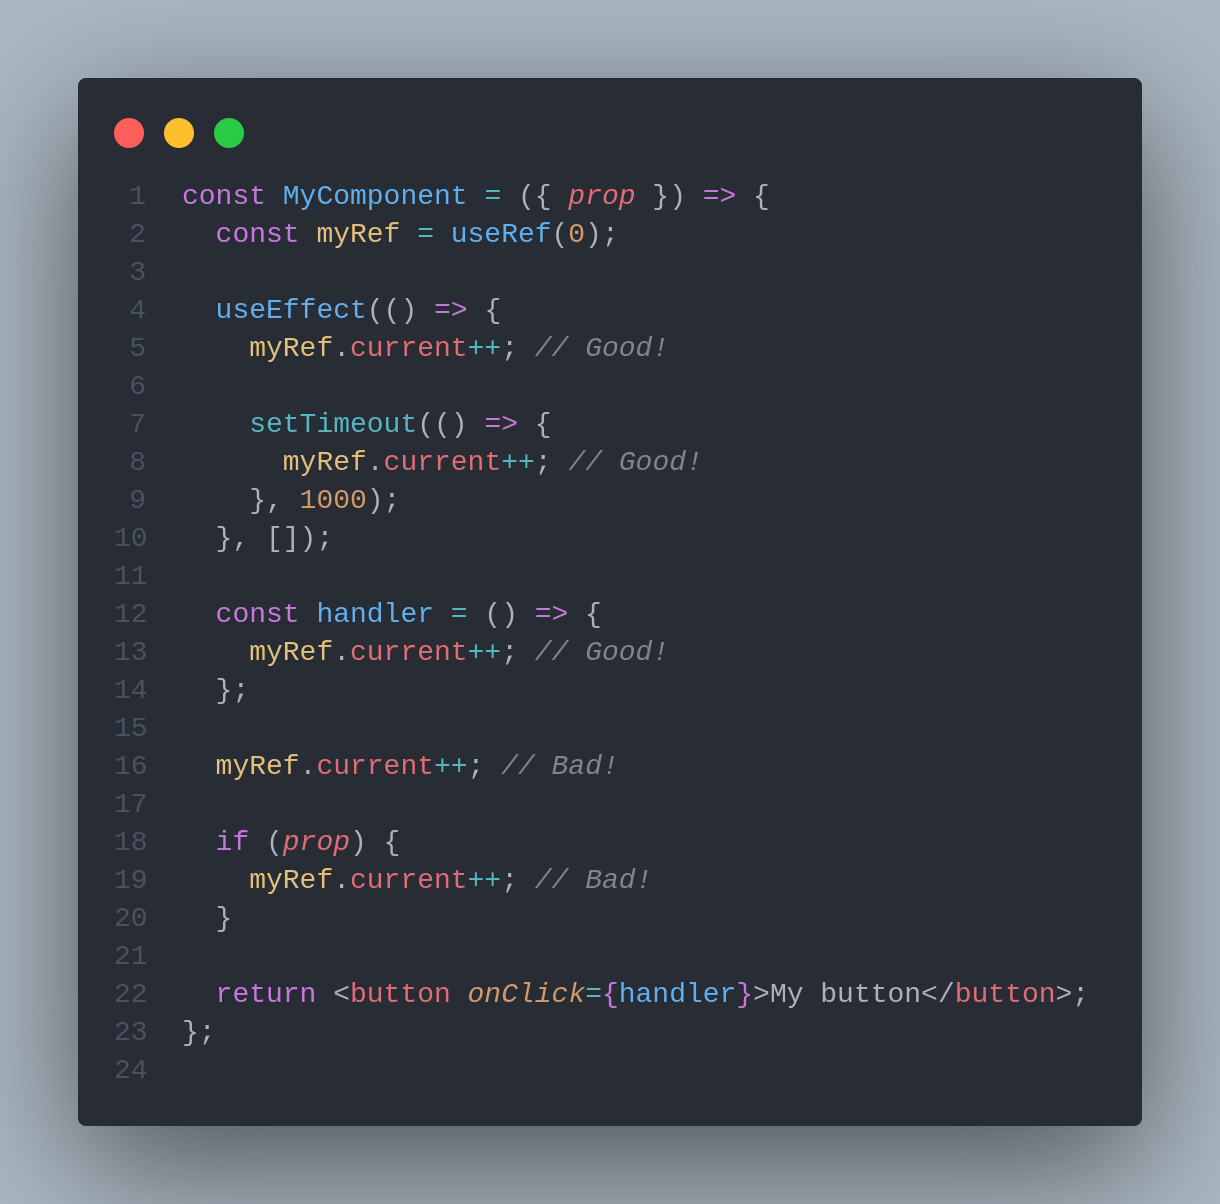 1 const MyComponent = ({ prop }) => {
2   const myRef = useRef(0);
3
4   useEffect(() => {
5     myRef.current++; // Good!
6
7     setTimeout(() => {
8       myRef.current++; // Good!
9     }, 1000);
10   }, []);
11
12   const handler = () => {
13     myRef.current++; // Good!
14   };
15
16   myRef.current++; // Bad!
17
18   if (prop) {
19     myRef.current++; // Bad!
20   }
21
22   return <button onClick={handler}>My button</button>;
23 };
24